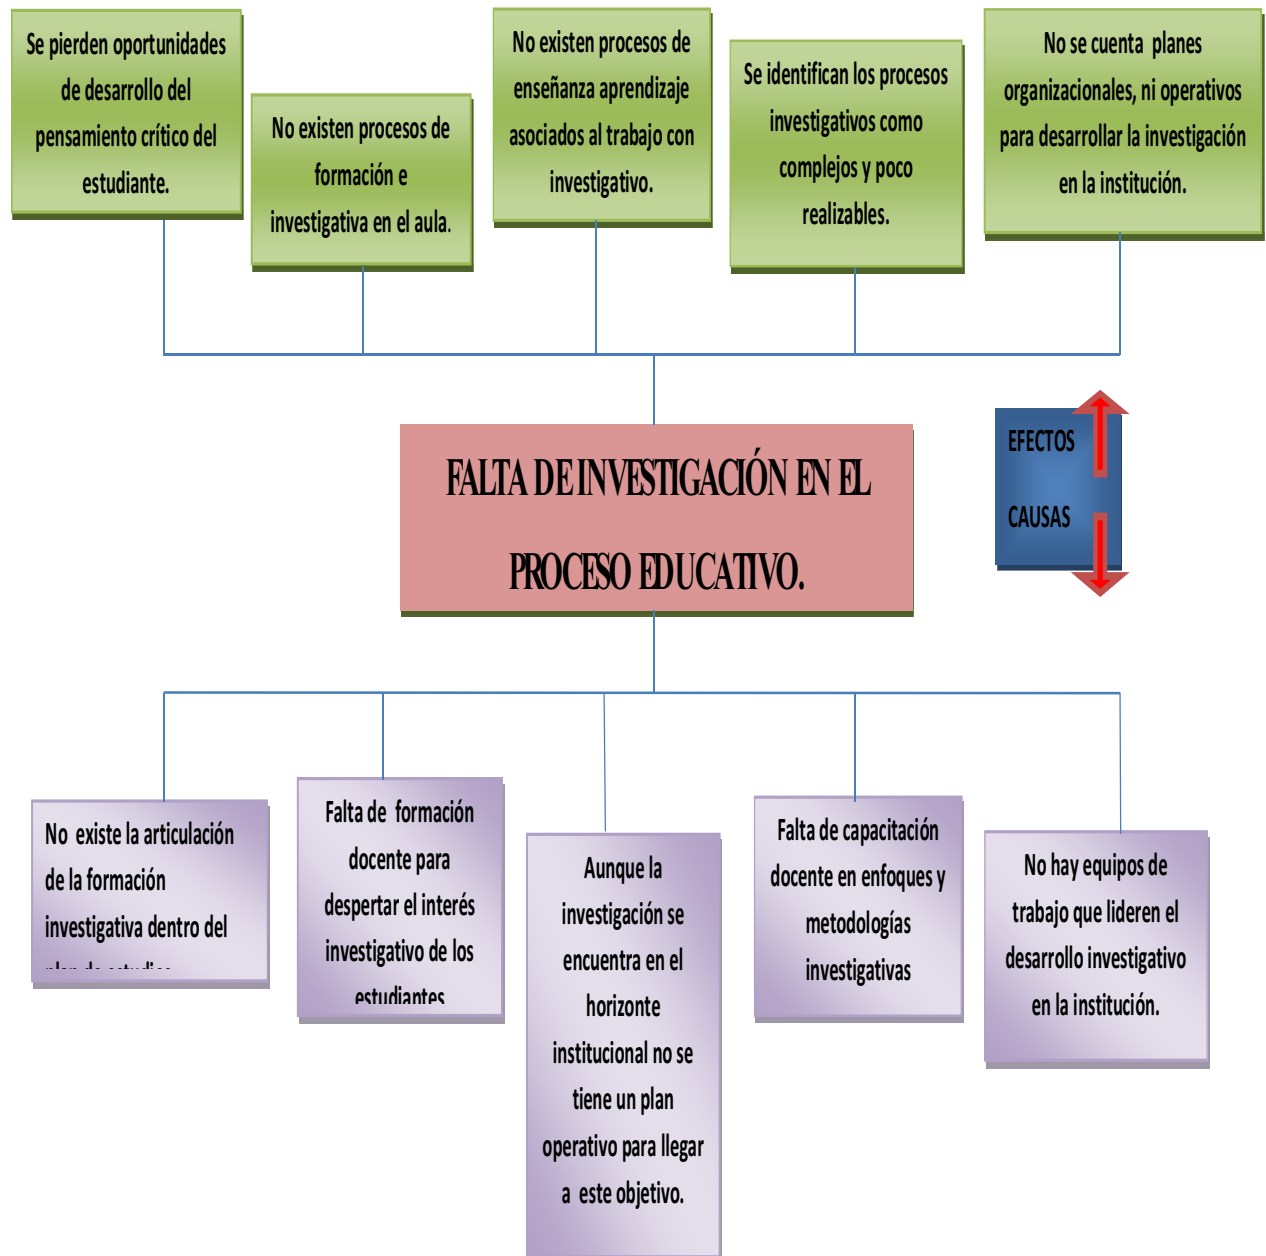 Se pierden oportunidades
de desarrollo del
pensamiento crítico del
estudiante.
No existen procesos de
formación e
investigativa en el aula.
No existen procesos de
enseñanza aprendizaje
asociados al trabajo con
investigativo.
Se identifican los procesos
investigativos como
complejos y poco
realizables.
No se cuenta planes
organizacionales, ni operativos
para desarrollar la investigación
en la institución.
FALTA DE INVESTIGACIÓN EN EL
PROCESO EDUCATIVO.
EFECTOS
CAUSAS
No existe la articulación
de la formación
investigativa dentro del
Falta de formación
docente para
despertar el interés
investigativo de los
estudiantes
Aunque la
investigación se
encuentra en el
horizonte
institucional no se
tiene un plan
operativo para llegar
a este objetivo.
Falta de capacitación
docente en enfoques y
metodologías
investigativas
No hay equipos de
trabajo que lideren el
desarrollo investigativo
en la institución.